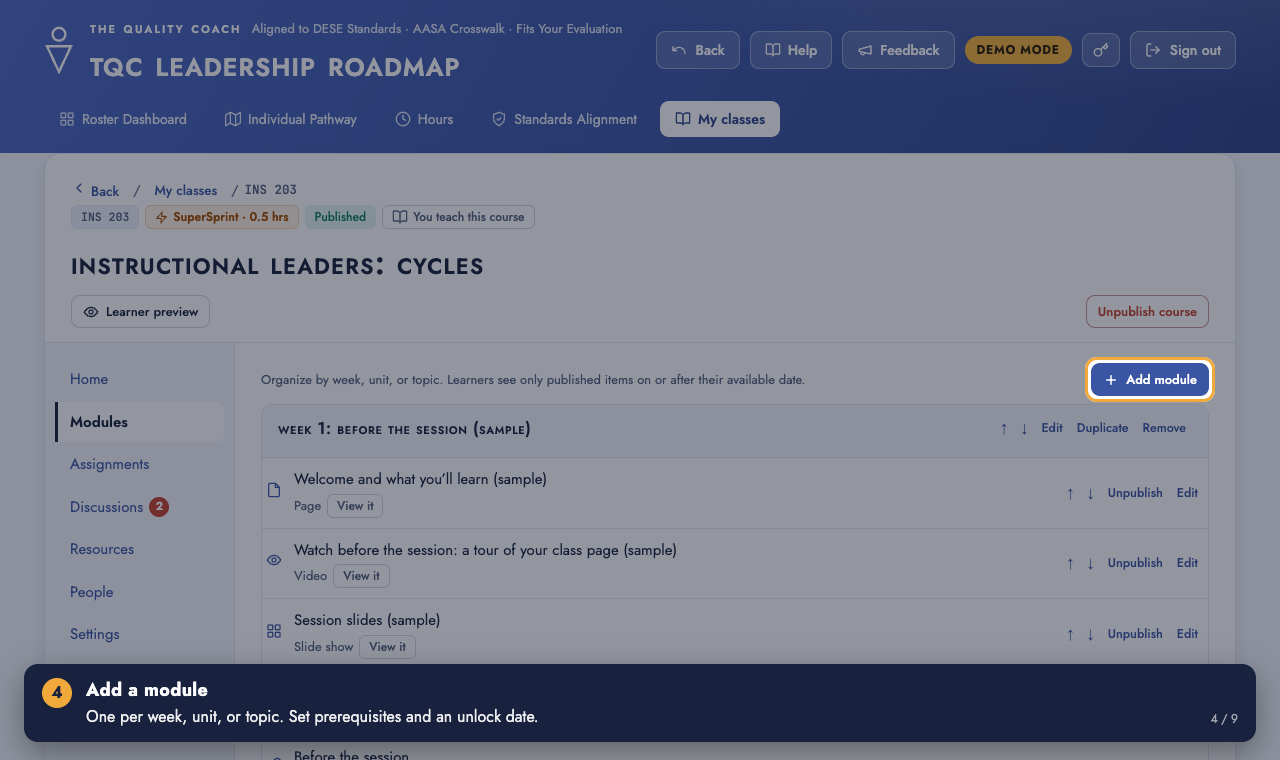 THE QUALITY COACH Aligned to DESE Standards · AASA Crosswalk · Fits Your Evaluation
TQC LEADERSHIP ROADMAP
Back
Help
Feedback
DEMO MODE
Sign out
Roster Dashboard
Individual Pathway
Hours
Standards Alignment
My classes
Back / My classes / INS 203
INS 203
SuperSprint · 0.5 hrs
Published
You teach this course
INSTRUCTIONAL LEADERS: CYCLES
Learner preview
Unpublish course
Home
Modules
Assignments
Discussions 2
Resources
People
Settings
Organize by week, unit, or topic. Learners see only published items on or after their available date.
+ Add module
WEEK 1: BEFORE THE SESSION (SAMPLE)
↑ ↓ Edit Duplicate Remove
Welcome and what you’ll learn (sample)
Page View it
↑ ↓ Unpublish Edit
Watch before the session: a tour of your class page (sample)
Video View it
↑ ↓ Unpublish Edit
Session slides (sample)
Slide show View it
↑ ↓ Unpublish Edit
4
Add a module
One per week, unit, or topic. Set prerequisites and an unlock date.
4 / 9
Before the session